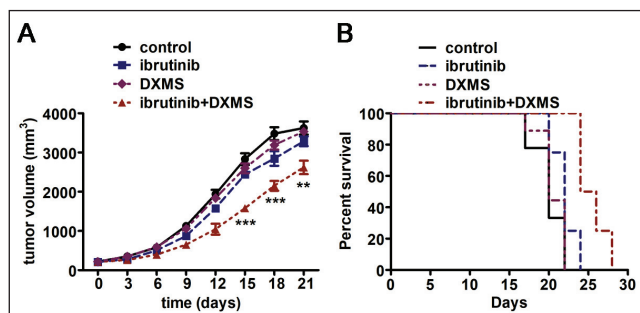 A
control
ibrutinib
DXMS
ibrutinib+DXMS
tumor volume (mm³)
4000
3000
2000
1000
0
***
***
**
0 3 6 9 12 15 18 21
time (days)
B
control
ibrutinib
DXMS
ibrutinib+DXMS
Percent survival
100
80
60
40
20
0
0 5 10 15 20 25 30
Days